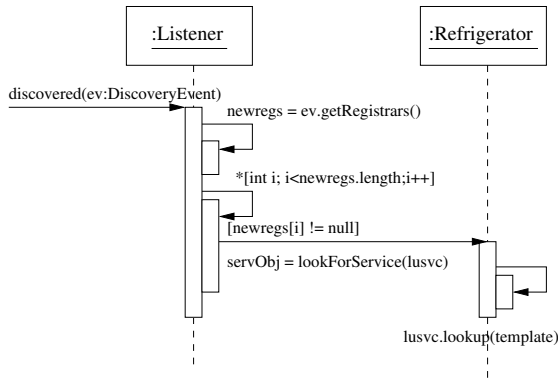 :Listener
:Refrigerator
discovered(ev:DiscoveryEvent)
newregs = ev.getRegistrars()
*[int i; i<newregs.length;i++]
[newregs[i] != null]
servObj = lookForService(lusvc)
lusvc.lookup(template)